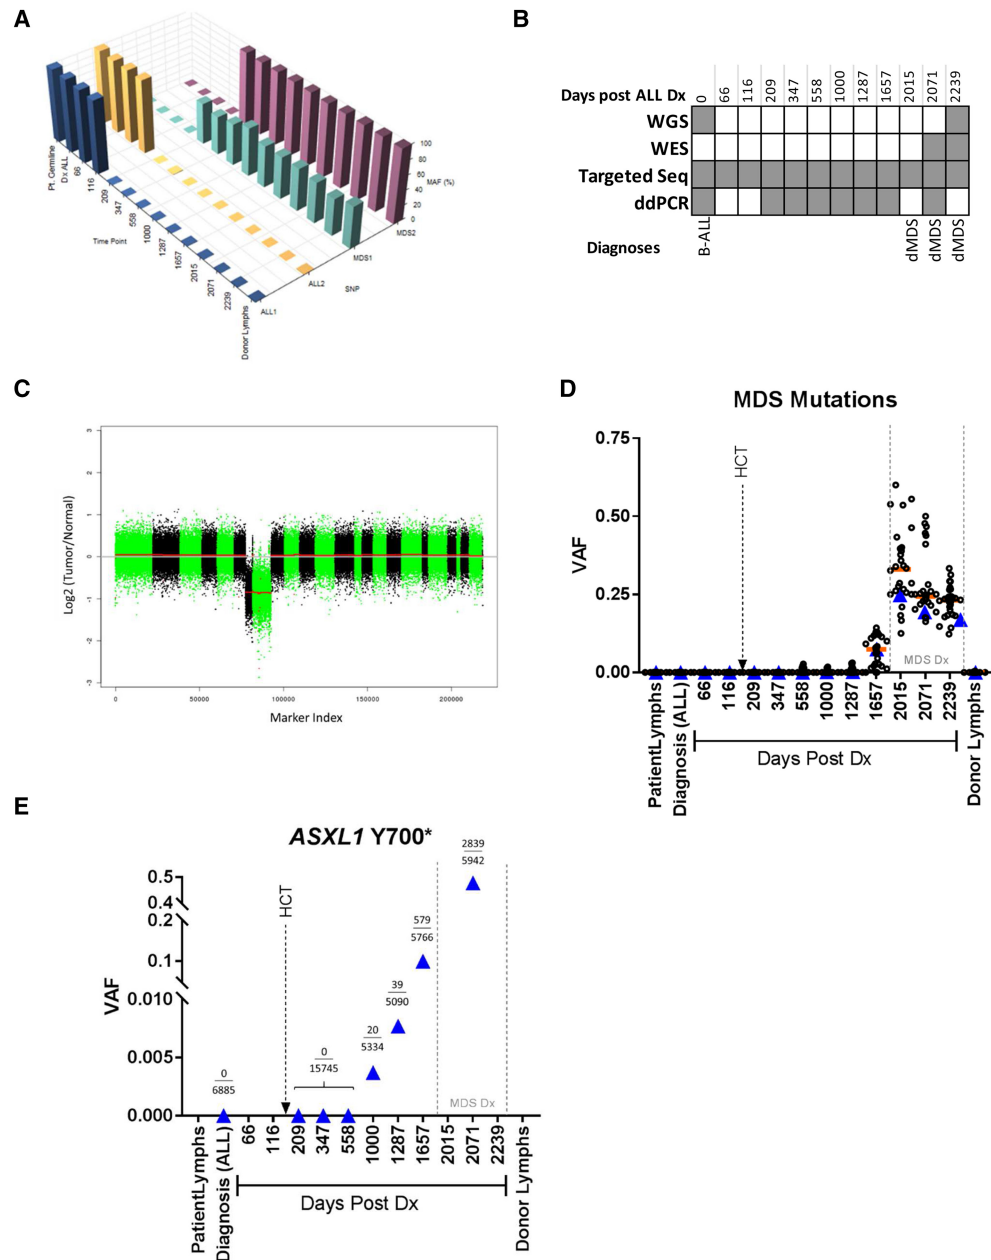 A
Pt. Germline
Dx ALL
66
116
209
347
558
1000
1287
1657
2015
2071
2239
Donor Lymphs
Time Point
ALL1
ALL2
MDS1
MDS2
SNP
100
80
60
40
20
0
MAF (%)
B
Days post ALL Dx 0 66 116 209 347 558 1000 1287 1657 2015 2071 2239
WGS
WES
Targeted Seq
ddPCR
Diagnoses B-ALL dMDS dMDS dMDS
C
Log2 (Tumor/Normal)
3
2
1
0
-1
-2
-3
0 50000 100000 150000 200000
Marker Index
D
MDS Mutations
VAF
0.75
0.50
0.25
0.00
HCT
MDS Dx
PatientLymphs Diagnosis (ALL) 66 116 209 347 558 1000 1287 1657 2015 2071 2239 Donor Lymphs
Days Post Dx
E
ASXL1 Y700*
VAF
0.5
0.4
0.2
0.1
0.010
0.005
0.000
HCT
0
6885
0
15745
20
5334
39
5090
579
5766
2839
5942
MDS Dx
PatientLymphs Diagnosis (ALL) 66 116 209 347 558 1000 1287 1657 2015 2071 2239 Donor Lymphs
Days Post Dx